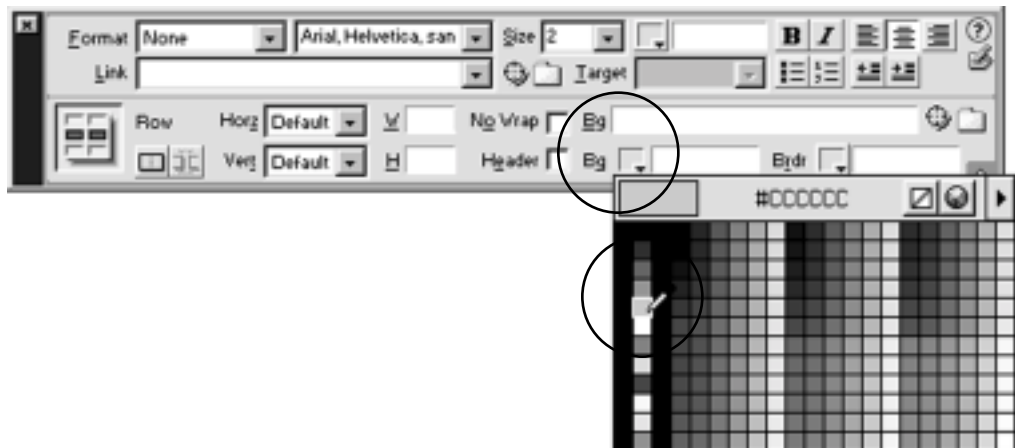 Format None Arial, Helvetica, san Size 2 B I
Link Target
Row Horz Default W No Wrap Bg
Vert Default H Header Bg Brdr
#CCCCCC